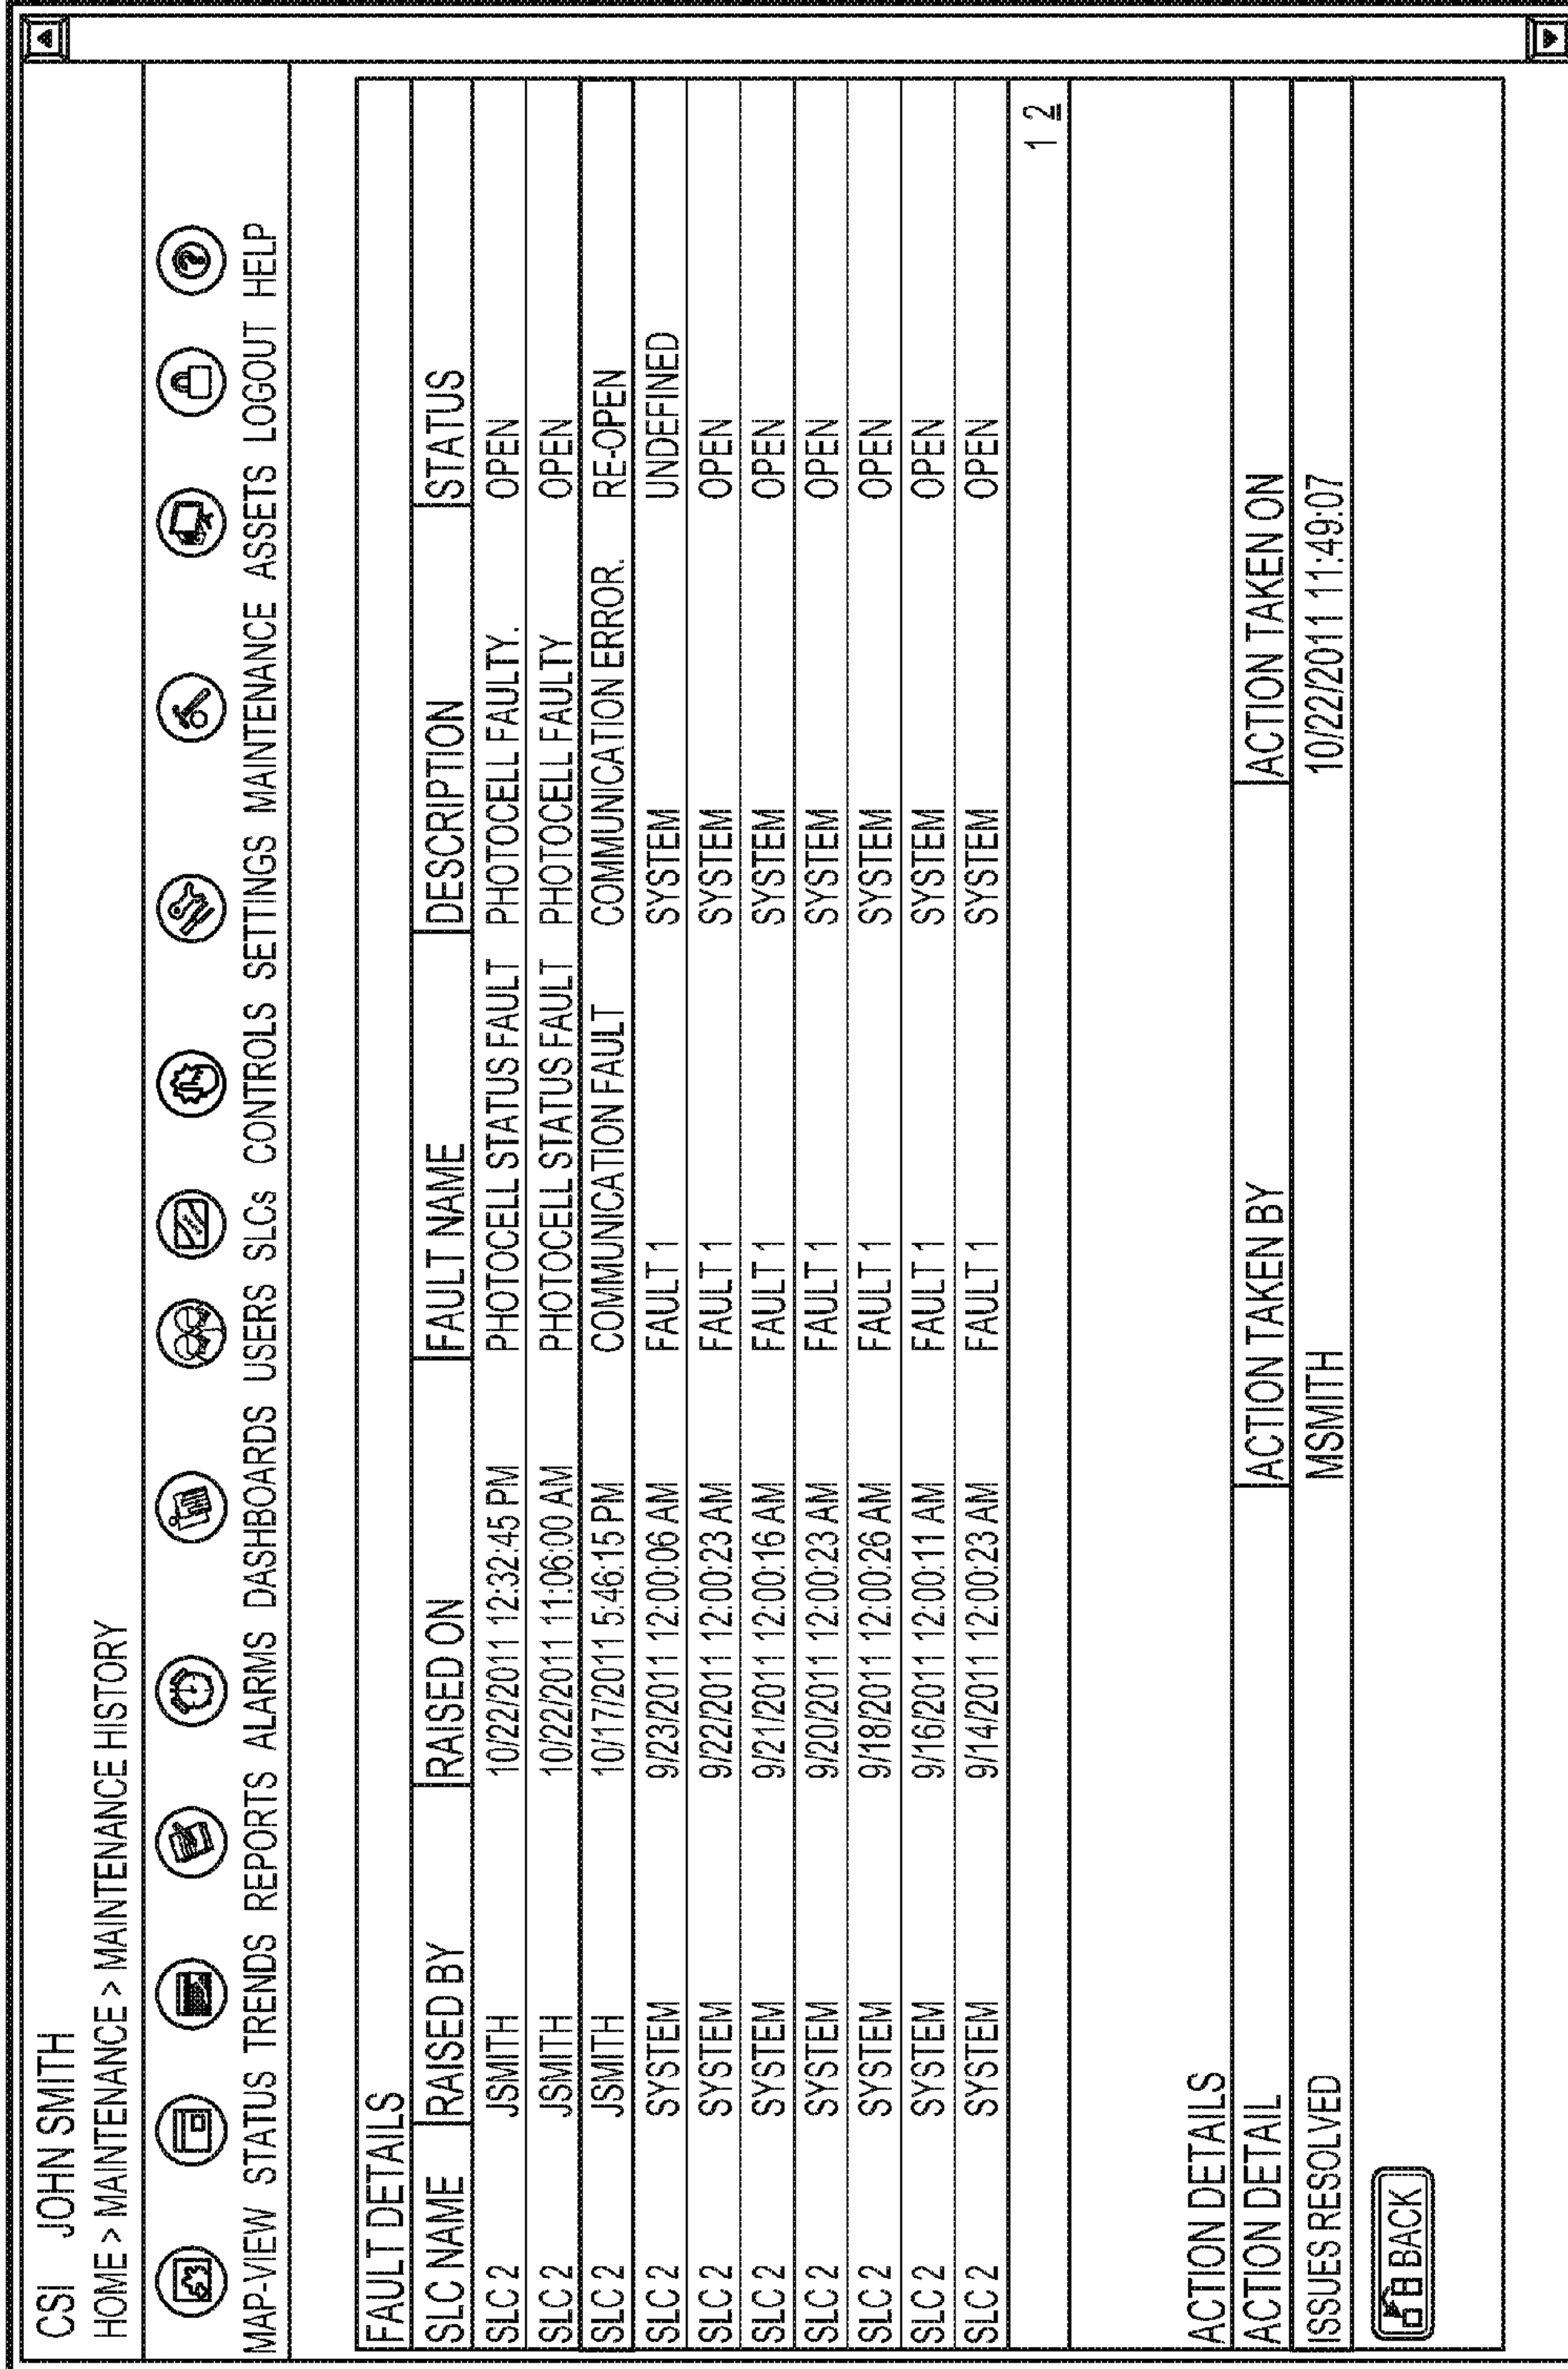 CSI JOHN SMITH
HOME > MAINTENANCE > MAINTENANCE HISTORY
MAP-VIEW STATUS TRENDS REPORTS ALARMS DASHBOARDS USERS SLCs CONTROLS SETTINGS MAINTENANCE ASSETS LOGOUT HELP
FAULT DETAILS
SLC NAME RAISED BY RAISED ON FAULT NAME DESCRIPTION STATUS
SLC 2 JSMITH 10/22/2011 12:32:45 PM PHOTOCELL STATUS FAULT PHOTOCELL FAULTY. OPEN
SLC 2 JSMITH 10/22/2011 11:06:00 AM PHOTOCELL STATUS FAULT PHOTOCELL FAULTY OPEN
SLC 2 JSMITH 10/17/2011 5:46:15 PM COMMUNICATION FAULT COMMUNICATION ERROR. RE-OPEN
SLC 2 SYSTEM 9/23/2011 12:00:06 AM FAULT 1 SYSTEM UNDEFINED
SLC 2 SYSTEM 9/22/2011 12:00:23 AM FAULT 1 SYSTEM OPEN
SLC 2 SYSTEM 9/21/2011 12:00:16 AM FAULT 1 SYSTEM OPEN
SLC 2 SYSTEM 9/20/2011 12:00:23 AM FAULT 1 SYSTEM OPEN
SLC 2 SYSTEM 9/18/2011 12:00:26 AM FAULT 1 SYSTEM OPEN
SLC 2 SYSTEM 9/16/2011 12:00:11 AM FAULT 1 SYSTEM OPEN
SLC 2 SYSTEM 9/14/2011 12:00:23 AM FAULT 1 SYSTEM OPEN
1 2
ACTION DETAILS
ACTION DETAIL ACTION TAKEN BY ACTION TAKEN ON
ISSUES RESOLVED MSMITH 10/22/2011 11:49:07
BACK